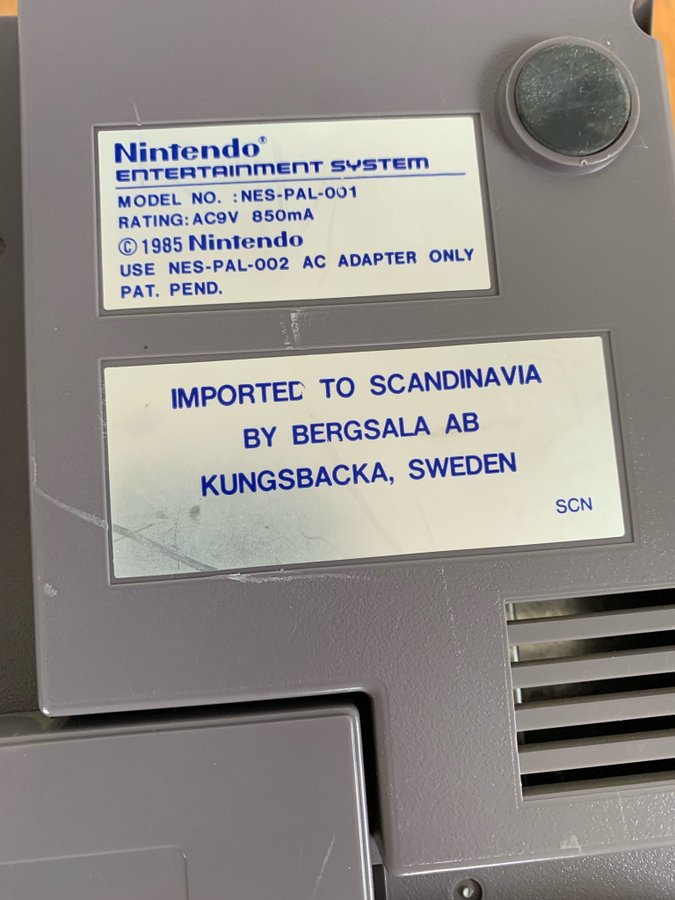 Nintendo®
ENTERTAINMENT SYSTEM
MODEL NO. :NES-PAL-001
RATING:AC9V 850mA
©1985 Nintendo
USE NES-PAL-002 AC ADAPTER ONLY
PAT. PEND.
IMPORTED TO SCANDINAVIA
BY BERGSALA AB
KUNGSBACKA, SWEDEN
SCN